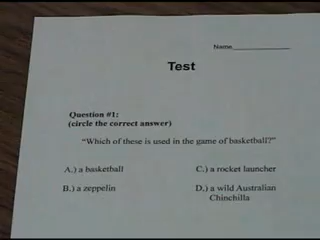 Name
Test
Question #1:
(circle the correct answer)
"Which of these is used in the game of basketball?"
A.) a basketball
C.) a rocket launcher
B.) a zeppelin
D.) a wild Australian
Chinchilla